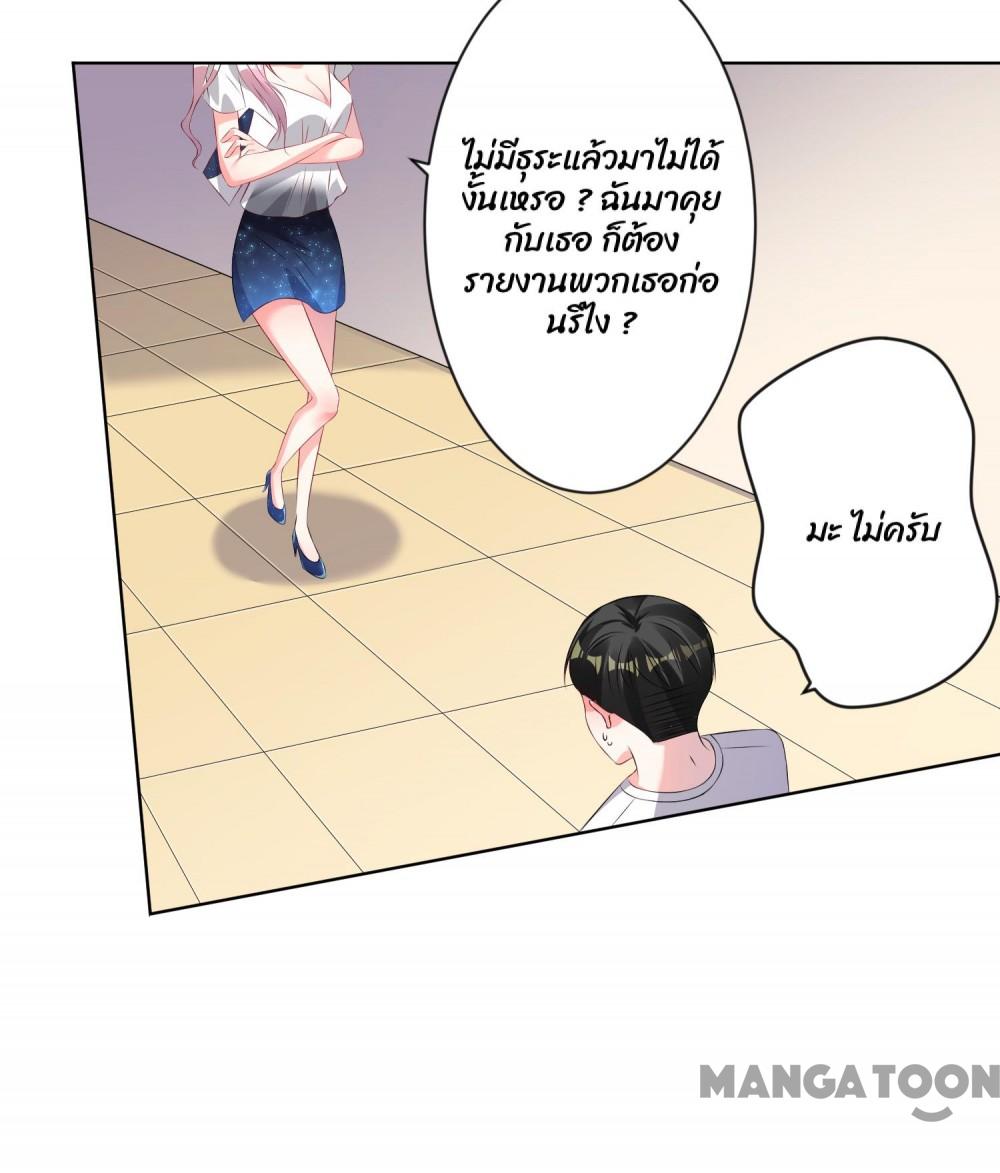 ไม่มีธุระแล้วมาไม่ได้
งั้นเหรอ ? ฉันมาคุย
กับเธอ ก็ต้อง
รายงานพวกเธอก่อ
นรึไง ?
มะ ไม่ครับ
MANGATOON